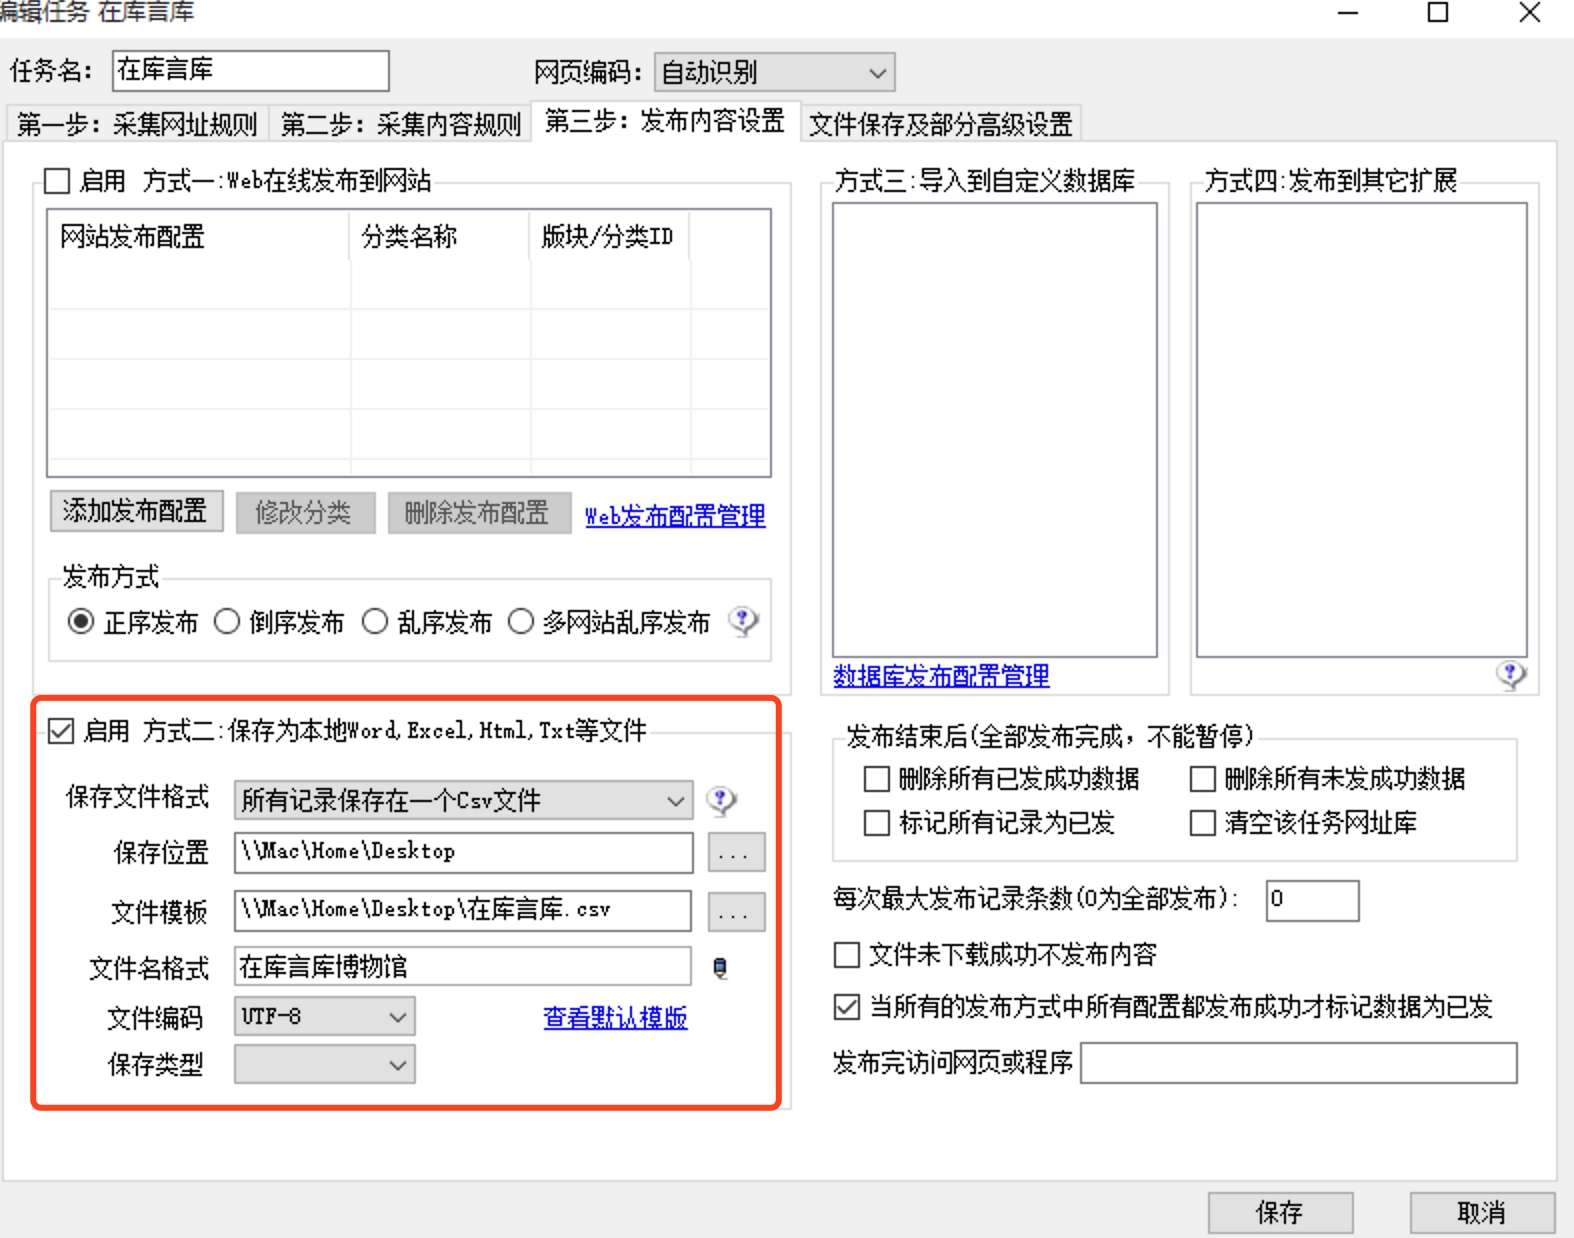 编辑任务 在库言库
任务名： 在库言库 网页编码： 自动识别
第一步：采集网址规则 第二步：采集内容规则 第三步：发布内容设置 文件保存及部分高级设置
启用 方式一:Web在线发布到网站
网站发布配置 分类名称 版块/分类ID
添加发布配置 修改分类 删除发布配置 Web发布配置管理
发布方式
正序发布 倒序发布 乱序发布 多网站乱序发布
方式三:导入到自定义数据库
数据库发布配置管理
方式四:发布到其它扩展
启用 方式二:保存为本地Word,Excel,Html,Txt等文件
保存文件格式 所有记录保存在一个Csv文件
保存位置 \\Mac\Home\Desktop ...
文件模板 \\Mac\Home\Desktop\在库言库.csv ...
文件名格式 在库言库博物馆
文件编码 UTF-8 查看默认模版
保存类型
发布结束后(全部发布完成，不能暂停)
删除所有已发成功数据 删除所有未发成功数据
标记所有记录为已发 清空该任务网址库
每次最大发布记录条数(0为全部发布)： 0
文件未下载成功不发布内容
当所有的发布方式中所有配置都发布成功才标记数据为已发
发布完访问网页或程序
保存 取消